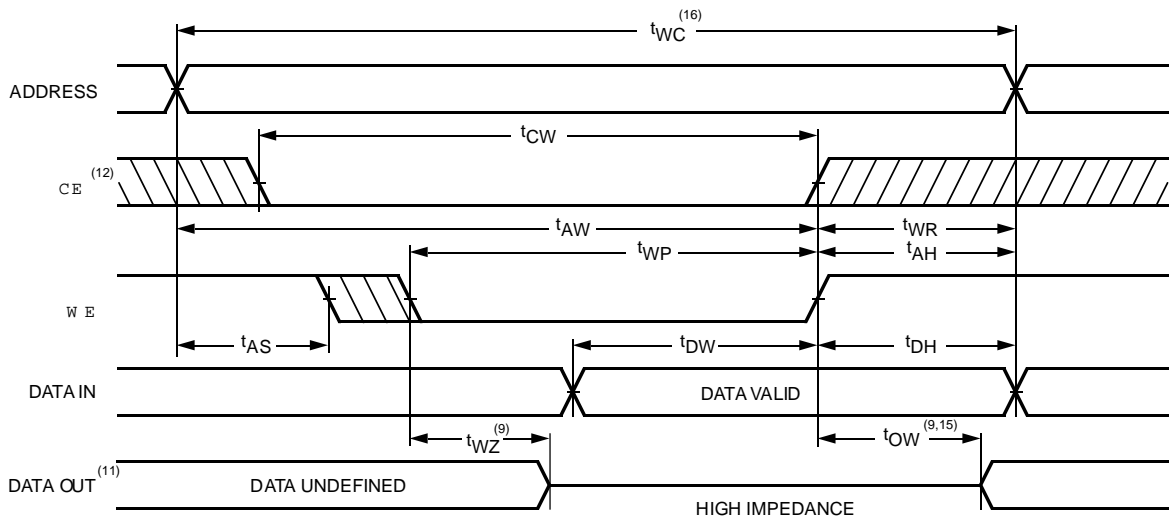 tWC(16)
ADDRESS
tCW
CE (12)
tAW
tWR
tWP
tAH
W E
tAS
tDW
tDH
DATA IN
DATA VALID
tWZ(9)
tOW(9,15)
DATA OUT(11)
DATA UNDEFINED
HIGH IMPEDANCE